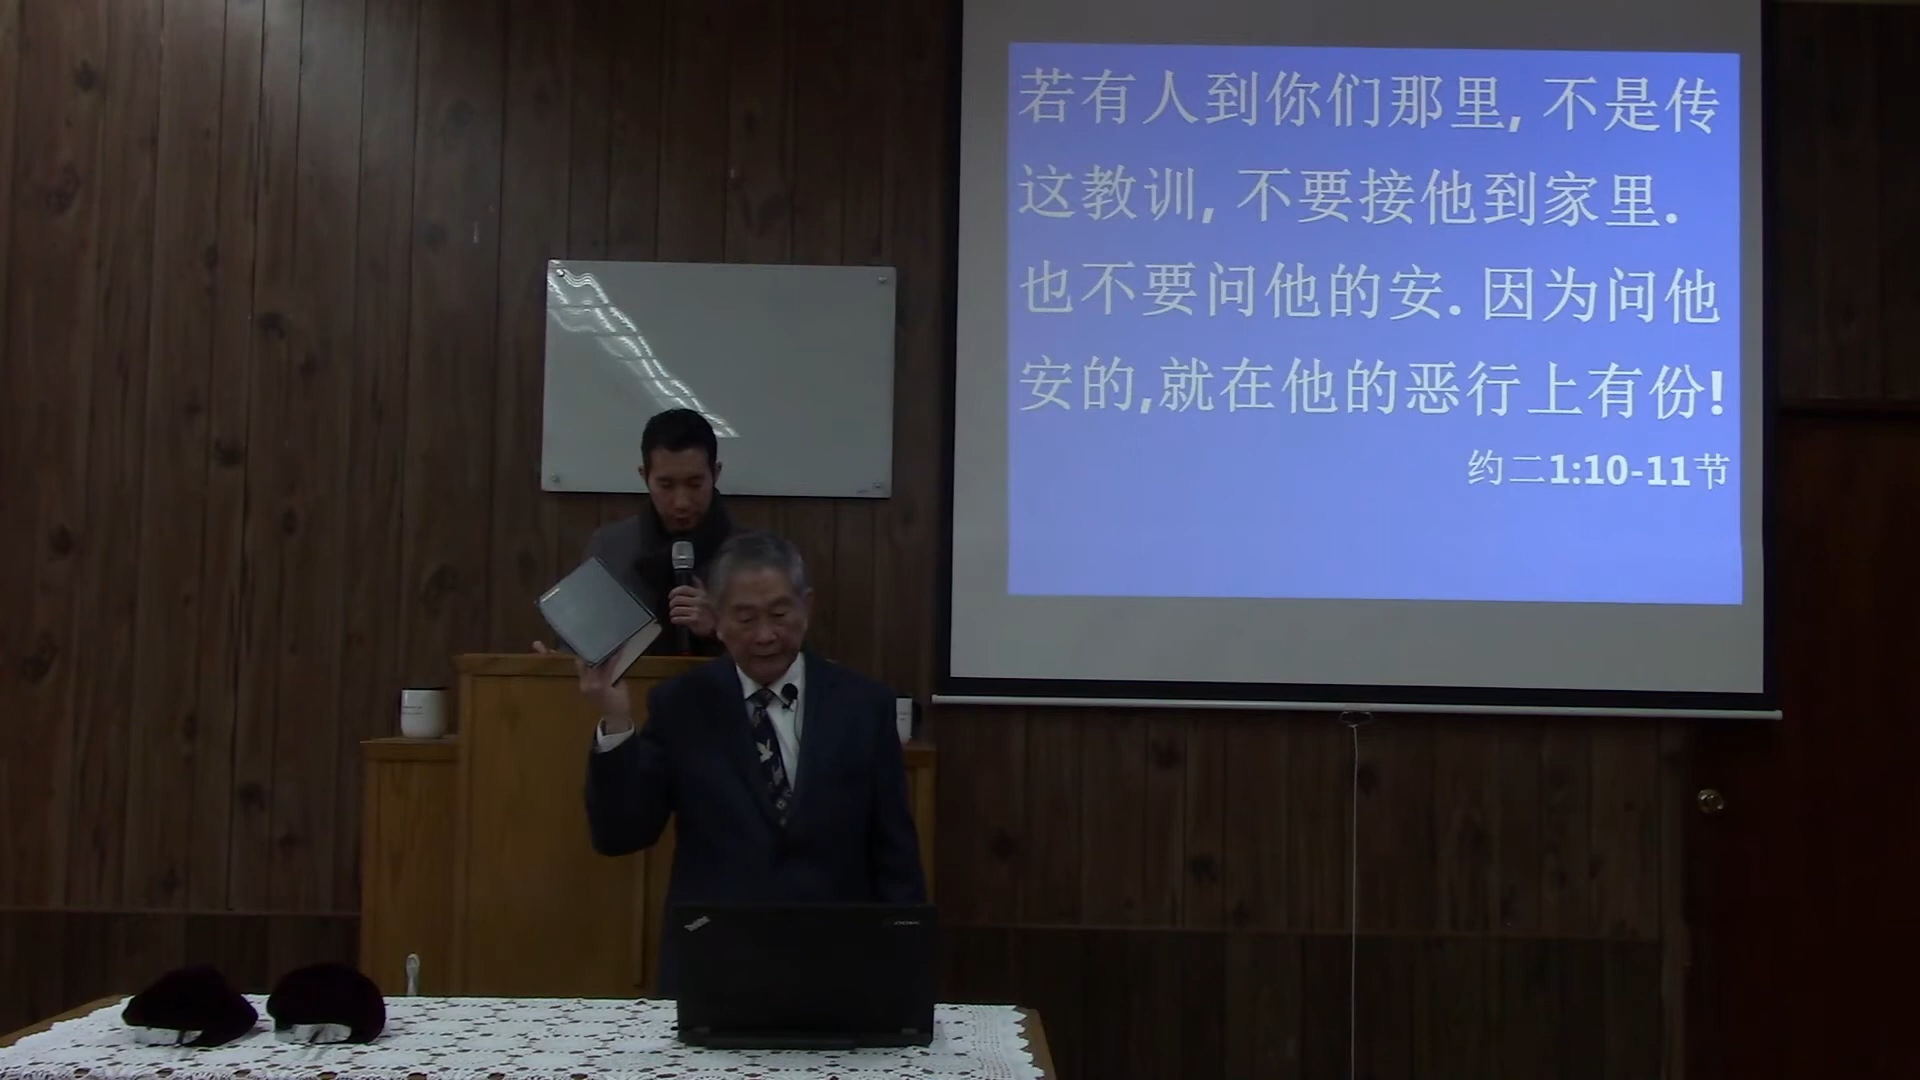 若有人到你们那里, 不是传
这教训, 不要接他到家里.
也不要问他的安. 因为问他
安的,就在他的恶行上有份!
约二1:10-11节
ThinkPad